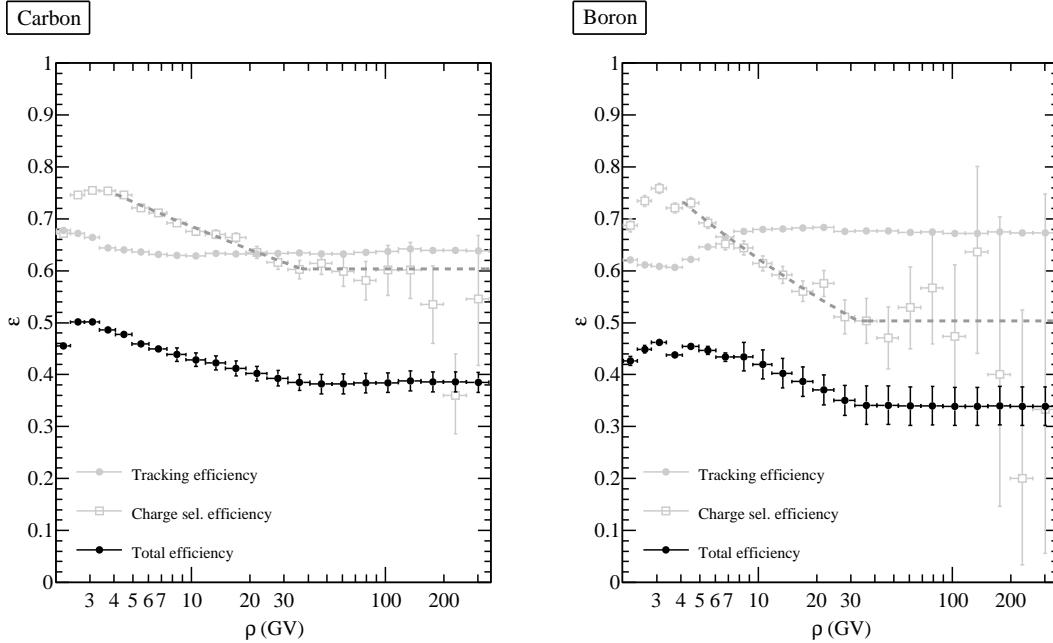 Carbon
Boron
1
0.9
0.8
0.7
0.6
ε
0.5
0.4
0.3
0.2
0.1
0
Tracking efficiency
Charge sel. efficiency
Total efficiency
3 4 5 6 7 10 20 30 100 200
ρ (GV)
1
0.9
0.8
0.7
0.6
ε
0.5
0.4
0.3
0.2
0.1
0
Tracking efficiency
Charge sel. efficiency
Total efficiency
3 4 5 6 7 10 20 30 100 200
ρ (GV)